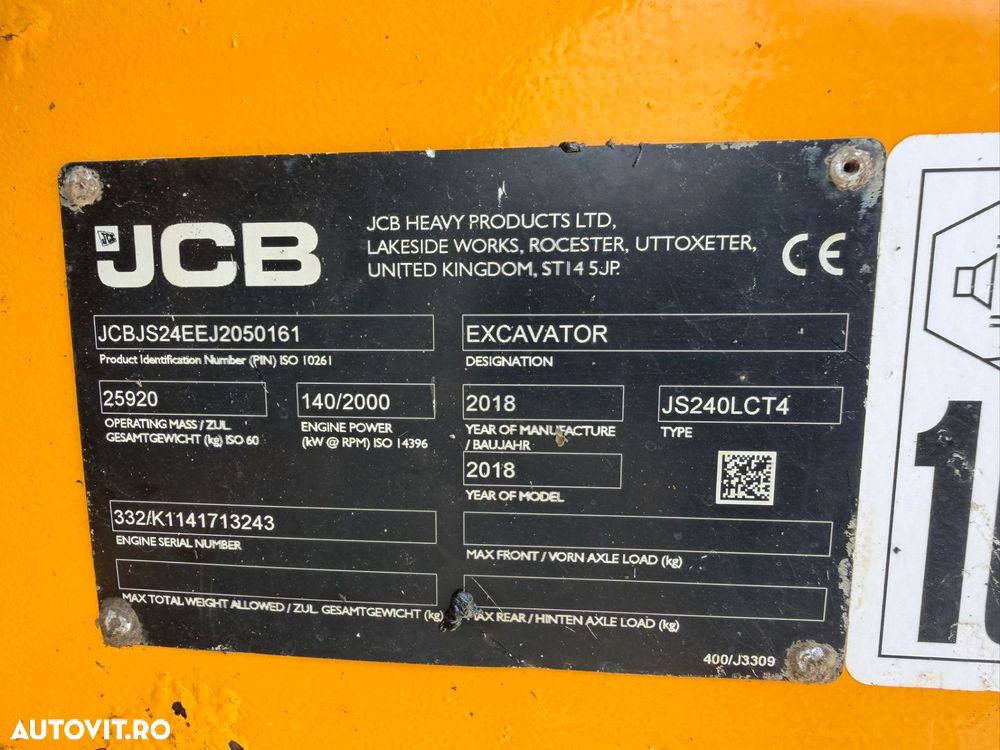 JCB
JCB HEAVY PRODUCTS LTD,
LAKESIDE WORKS, ROCESTER, UTTOXETER,
UNITED KINGDOM, ST14 5JP.
CE
JCBJS24EEJ2050161
Product Identification Number (PIN) ISO 10261
EXCAVATOR
DESIGNATION
25920
OPERATING MASS / ZUL.
GESAMTGEWICHT (kg) ISO 60
140/2000
ENGINE POWER
(kW @ RPM) ISO 14396
2018
YEAR OF MANUFACTURE
/ BAUJAHR
JS240LCT4
TYPE
2018
YEAR OF MODEL
332/K1141713243
ENGINE SERIAL NUMBER
MAX FRONT / VORN AXLE LOAD (kg)
MAX TOTAL WEIGHT ALLOWED / ZUL. GESAMTGEWICHT (kg)
MAX REAR / HINTEN AXLE LOAD (kg)
400/J3309
AUTOVIT.RO